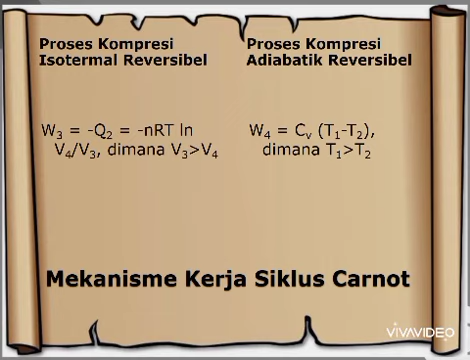 Proses Kompresi
Isotermal Reversibel
W₃ = -Q₂ = -nRT ln
V₄/V₃, dimana V₃>V₄
Proses Kompresi
Adiabatik Reversibel
W₄ = Cᵥ (T₁-T₂),
dimana T₁>T₂
Mekanisme Kerja Siklus Carnot
VIVAVIDEO